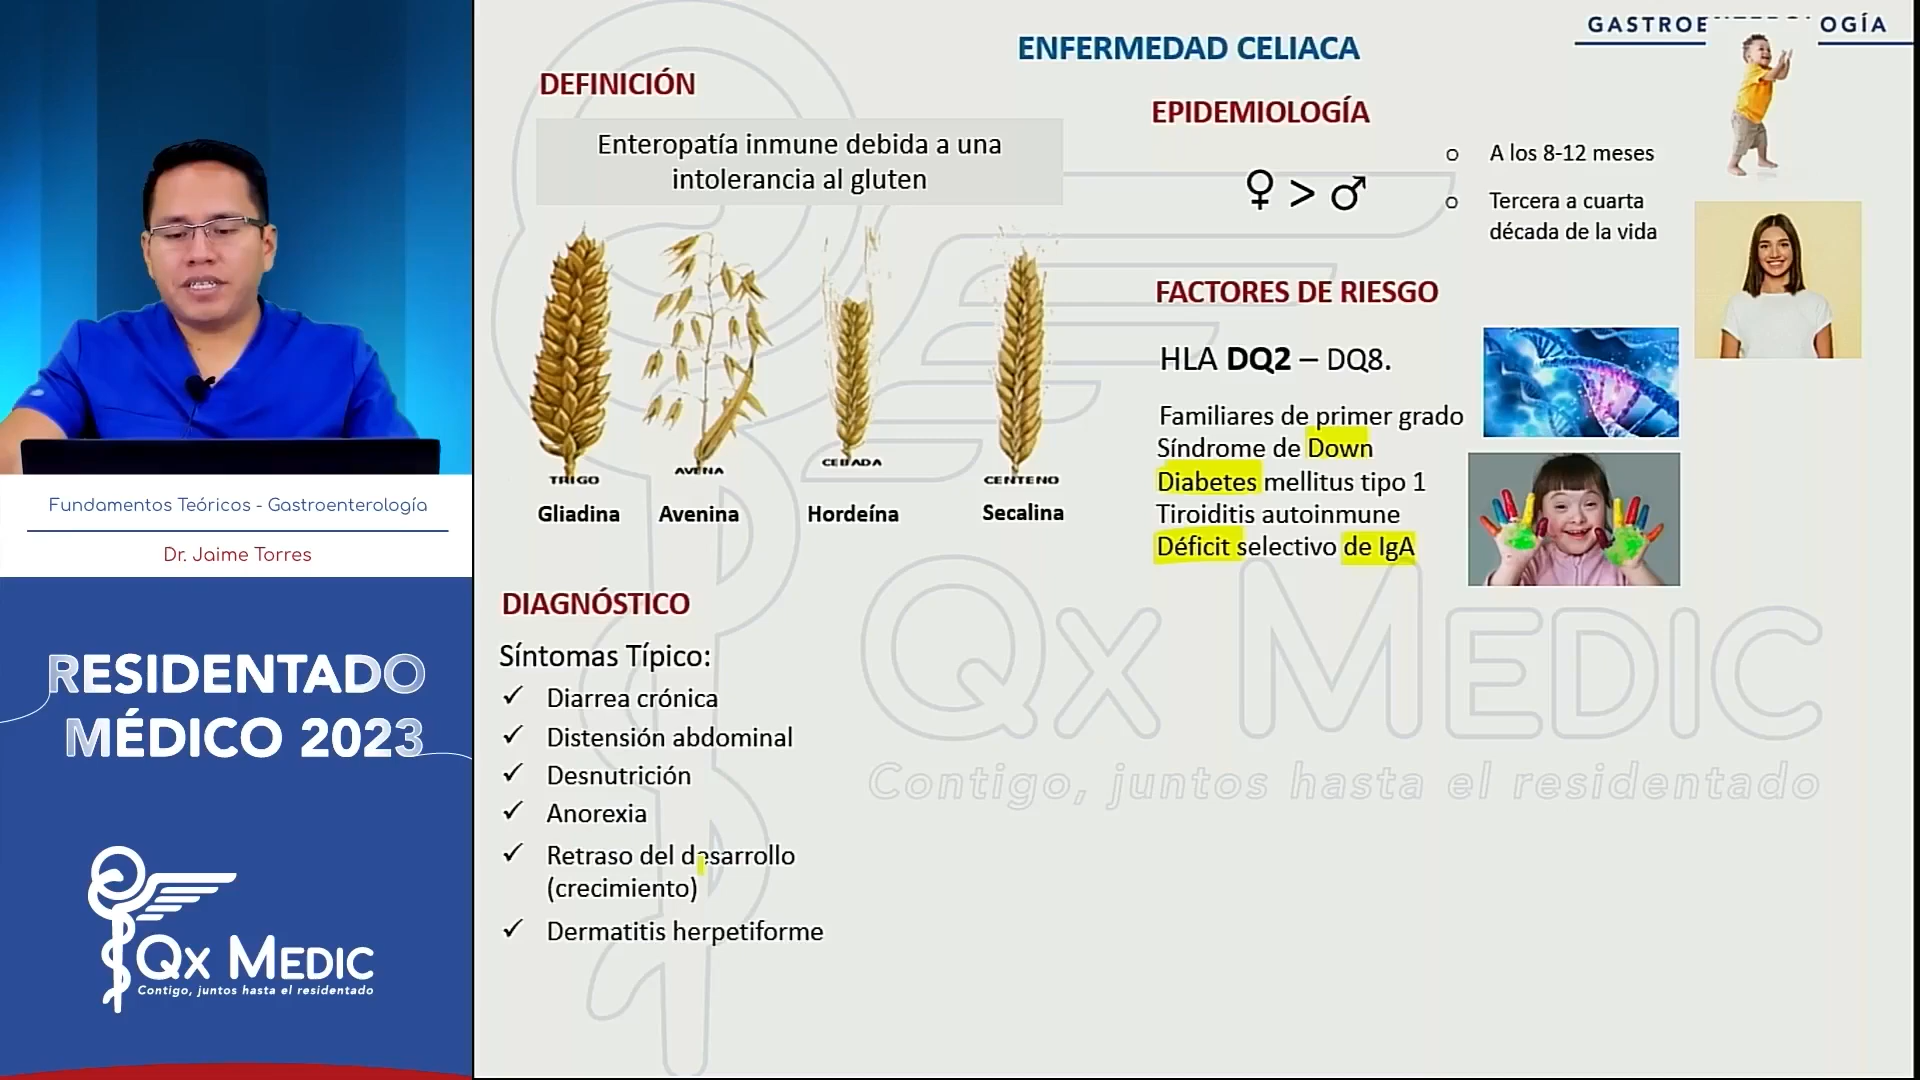 GASTROE OGÍA
ENFERMEDAD CELIACA
DEFINICIÓN
Enteropatía inmune debida a una
intolerancia al gluten
TRIGO
AVENA
CEBADA
CENTENO
Gliadina
Avenina
Hordeína
Secalina
EPIDEMIOLOGÍA
♀ > ♂
o A los 8-12 meses
o Tercera a cuarta
década de la vida
FACTORES DE RIESGO
HLA DQ2 – DQ8.
Familiares de primer grado
Síndrome de Down
Diabetes mellitus tipo 1
Tiroiditis autoinmune
Déficit selectivo de IgA
DIAGNÓSTICO
Síntomas Típico:
✓ Diarrea crónica
✓ Distensión abdominal
✓ Desnutrición
✓ Anorexia
✓ Retraso del desarrollo
(crecimiento)
✓ Dermatitis herpetiforme
QX MEDIC
Contigo, juntos hasta el residentado
Fundamentos Teóricos - Gastroenterología
Dr. Jaime Torres
RESIDENTADO
MÉDICO 2023
QX MEDIC
Contigo, juntos hasta el residentado